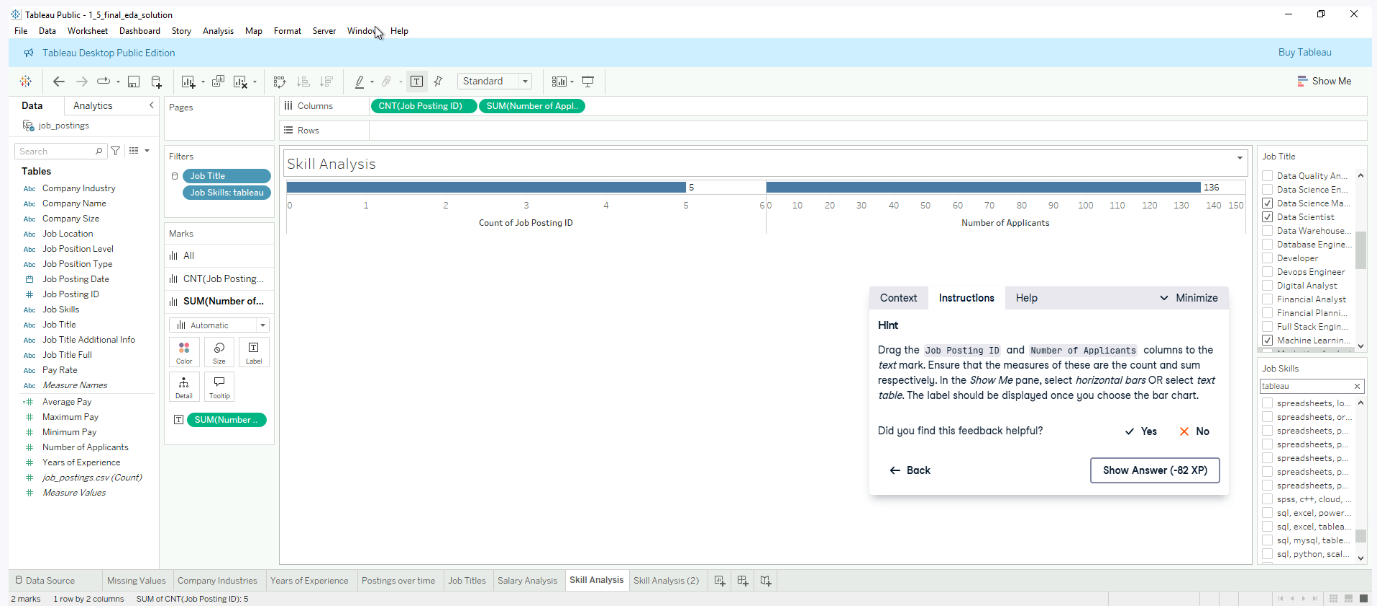 Tableau Public - 1_5_final_eda_solution
File Data Worksheet Dashboard Story Analysis Map Format Server Window Help
Tableau Desktop Public Edition
Buy Tableau
Standard
Show Me
Data Analytics
job_postings
Search
Tables
Abc Company Industry
Abc Company Name
Abc Company Size
Abc Job Location
Abc Job Position Level
Abc Job Position Type
Job Posting Date
# Job Posting ID
Abc Job Skills
Abc Job Title
Abc Job Title Additional Info
Abc Job Title Full
Abc Pay Rate
Abc Measure Names
# Average Pay
# Maximum Pay
# Minimum Pay
# Number of Applicants
# Years of Experience
# job_postings.csv (Count)
# Measure Values
Pages
Filters
Job Title
Job Skills: tableau
Marks
All
CNT(Job Posting...
SUM(Number of...
Automatic
Color Size Label
Detail Tooltip
SUM(Number ..
Columns CNT(Job Posting ID) SUM(Number of Appl..
Rows
Skill Analysis
5 136
0 1 2 3 4 5 6 0 10 20 30 40 50 60 70 80 90 100 110 120 130 140 150
Count of Job Posting ID Number of Applicants
Context Instructions Help Minimize
Hint
Drag the Job Posting ID and Number of Applicants columns to the
text mark. Ensure that the measures of these are the count and sum
respectively. In the Show Me pane, select horizontal bars OR select text
table. The label should be displayed once you choose the bar chart.
Did you find this feedback helpful? Yes No
Back Show Answer (-82 XP)
Job Title
Data Quality An...
Data Science En...
Data Science Ma...
Data Scientist
Data Warehouse...
Database Engine...
Developer
Devops Engineer
Digital Analyst
Financial Analyst
Financial Planni...
Full Stack Engin...
Machine Learnin...
Job Skills
tableau
spreadsheets, lo...
spreadsheets, or...
spreadsheets, p...
spreadsheets, p...
spreadsheets, p...
spreadsheets, p...
spreadsheets, p...
spss, c++, cloud, ...
sql, excel, power...
sql, excel, tablea...
sql, mysql, table...
sql, python, scal...
Data Source Missing Values Company Industries Years of Experience Postings over time Job Titles Salary Analysis Skill Analysis Skill Analysis (2)
2 marks 1 row by 2 columns SUM of CNT(Job Posting ID): 5